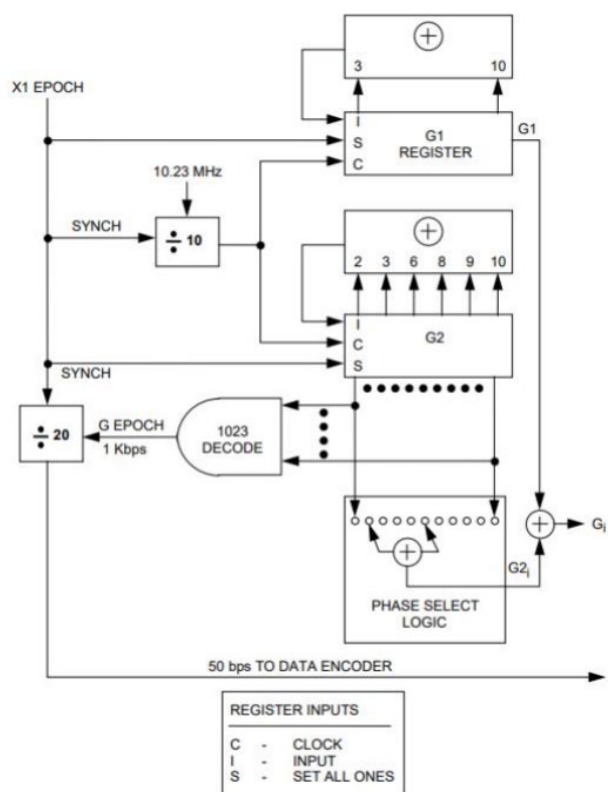 3 10
X1 EPOCH
I
S
C
G1
REGISTER
G1
10.23 MHz
SYNCH
÷ 10
2 3 6 8 9 10
I
C
S
G2
SYNCH
÷ 20
G EPOCH
1 Kbps
1023
DECODE
Gi
G2i
PHASE SELECT
LOGIC
50 bps TO DATA ENCODER
REGISTER INPUTS
C - CLOCK
I - INPUT
S - SET ALL ONES